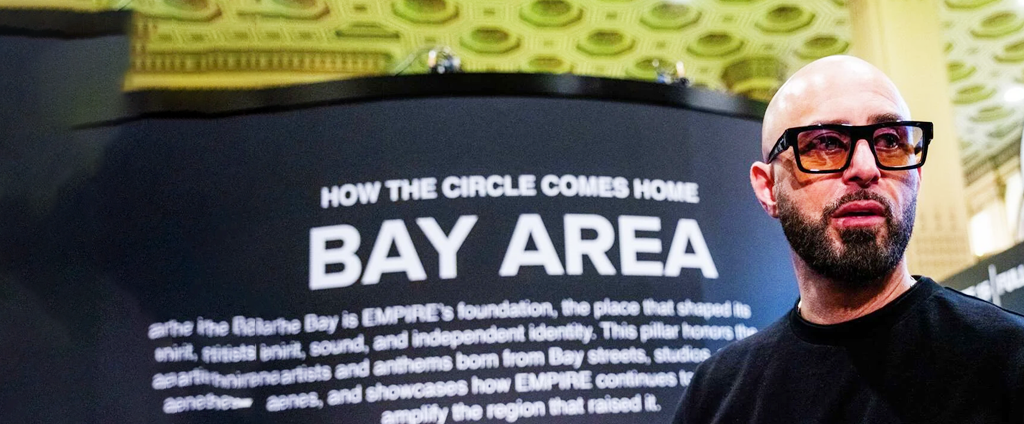 HOW THE CIRCLE COMES HOME
BAY AREA
Bay is EMPIRE's foundation, the place that shaped its
sound, and independent identity. This pillar honors the
artists and anthems born from Bay streets, studios
and showcases how EMPIRE continues to
amplify the region that raised it.